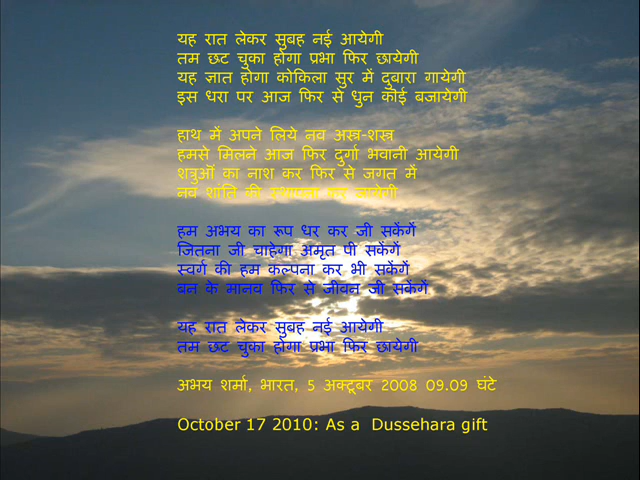 यह रात लेकर सुबह नई आयेगी
तम छट चुका होगा प्रभा फिर छायेगी
यह ज्ञात होगा कोकिला सुर में दुबारा गायेगी
इस धरा पर आज फिर से धुन कोई बजायेगी
हाथ में अपने लिये नव अस्त्र-शस्त्र
हमसे मिलने आज फिर दुर्गा भवानी आयेगी
शत्रुऒं का नाश कर फिर से जगत में
नव शांति की स्थापना कर जायेगी
हम अभय का रूप धर कर जी सकेंगें
जितना जी चाहेगा अमृत पी सकेंगें
स्वर्ग की हम कल्पना कर भी सकेंगें
बन के मानव फिर से जीवन जी सकेंगें
यह रात लेकर सुबह नई आयेगी
तम छट चुका होगा प्रभा फिर छायेगी
अभय शर्मा, भारत, 5 अक्टूबर 2008 09.09 घंटे
October 17 2010: As a Dussehara gift